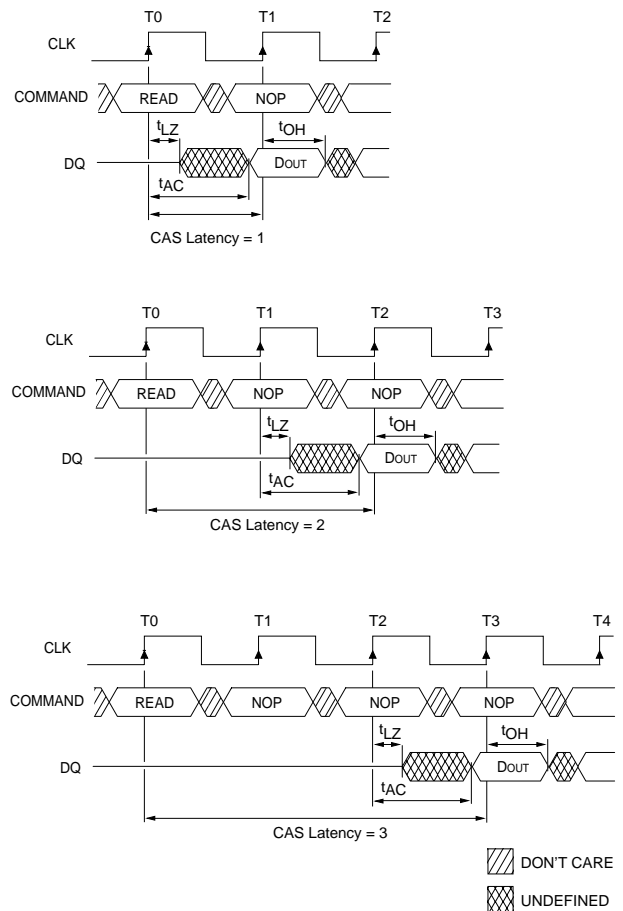 T0 T1 T2
CLK
COMMAND READ NOP
tLZ tOH
DQ DOUT
tAC
CAS Latency = 1
T0 T1 T2 T3
CLK
COMMAND READ NOP NOP
tLZ tOH
DQ DOUT
tAC
CAS Latency = 2
T0 T1 T2 T3 T4
CLK
COMMAND READ NOP NOP NOP
tLZ tOH
DQ DOUT
tAC
CAS Latency = 3
DON'T CARE
UNDEFINED